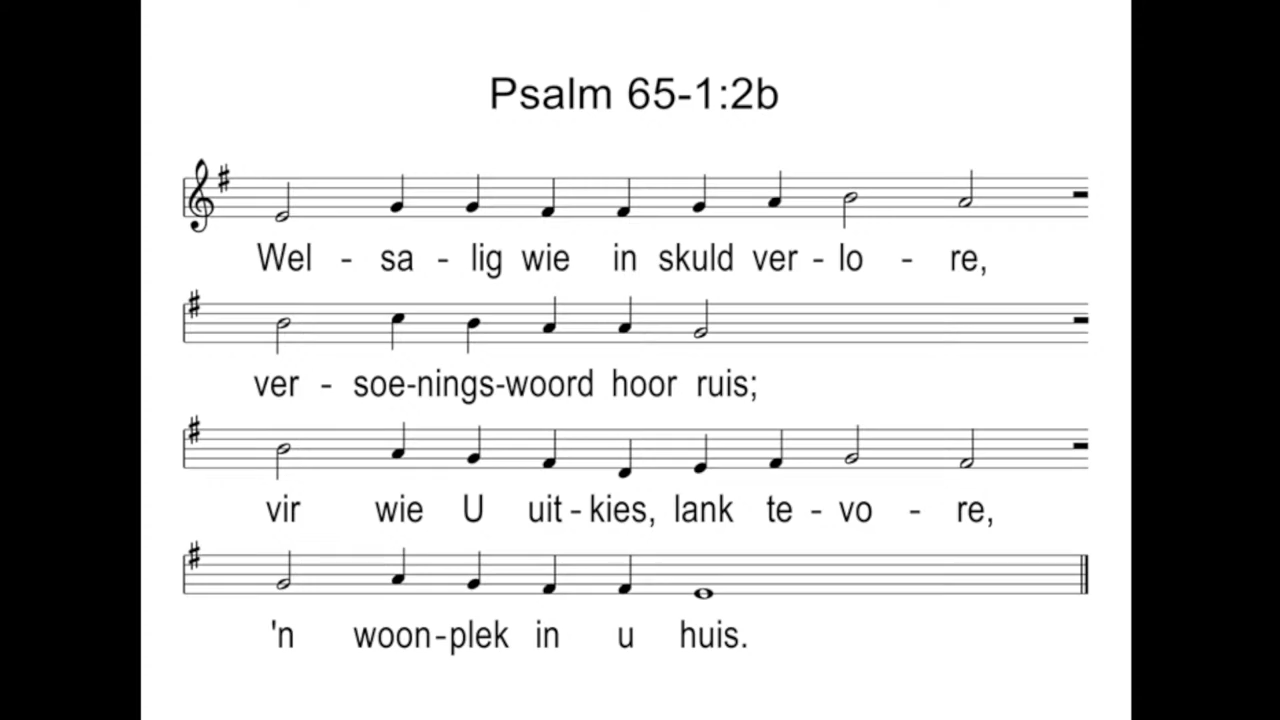 Psalm 65-1:2b
Wel - sa - lig wie in skuld ver - lo - re,
ver - soe-nings-woord hoor ruis;
vir wie U uit - kies, lank te - vo - re,
'n woon-plek in u huis.